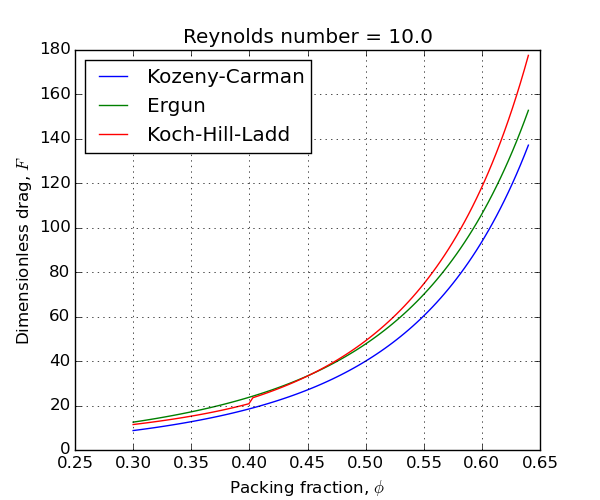 Reynolds number = 10.0
180
160
140
120
100
80
60
40
20
0
Dimensionless drag, F
Kozeny-Carman
Ergun
Koch-Hill-Ladd
0.25 0.30 0.35 0.40 0.45 0.50 0.55 0.60 0.65
Packing fraction, ϕ